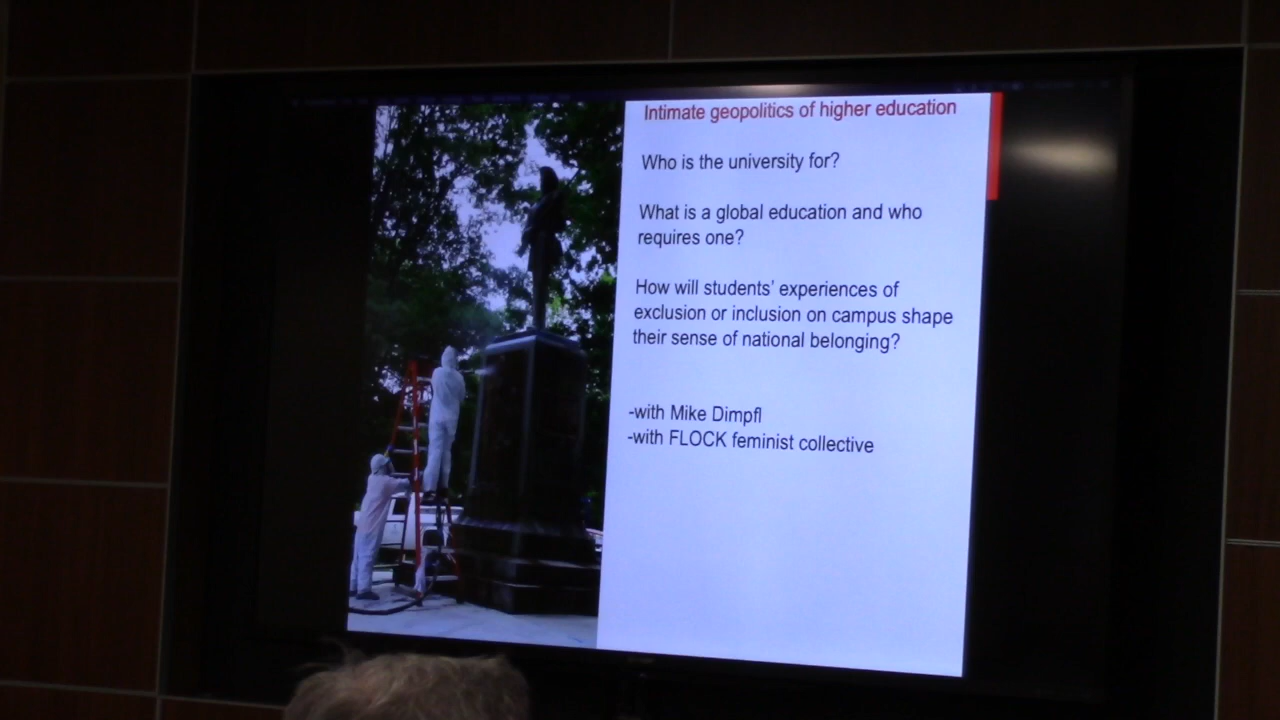 Intimate geopolitics of higher education
Who is the university for?
What is a global education and who
requires one?
How will students’ experiences of
exclusion or inclusion on campus shape
their sense of national belonging?
-with Mike Dimpfl
-with FLOCK feminist collective